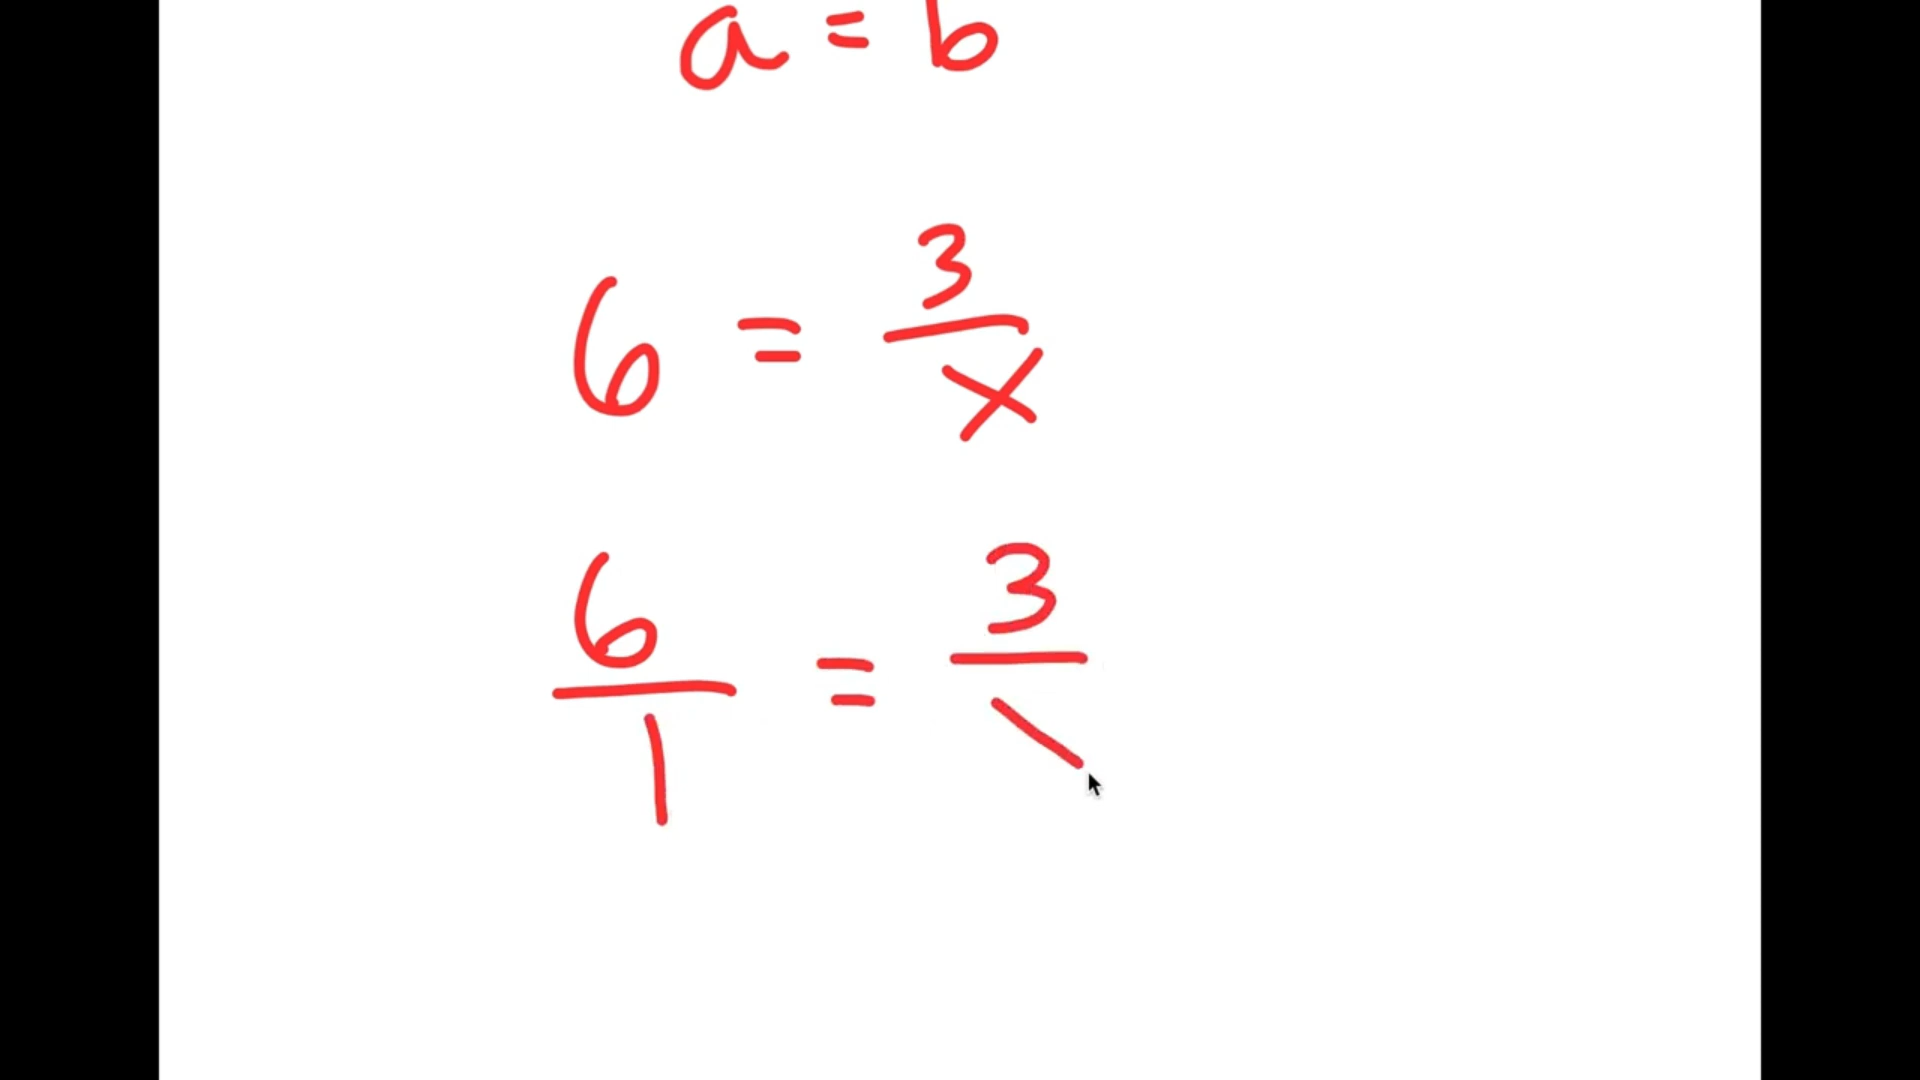 a = b
6 = 3/x
6/1 = 3/\